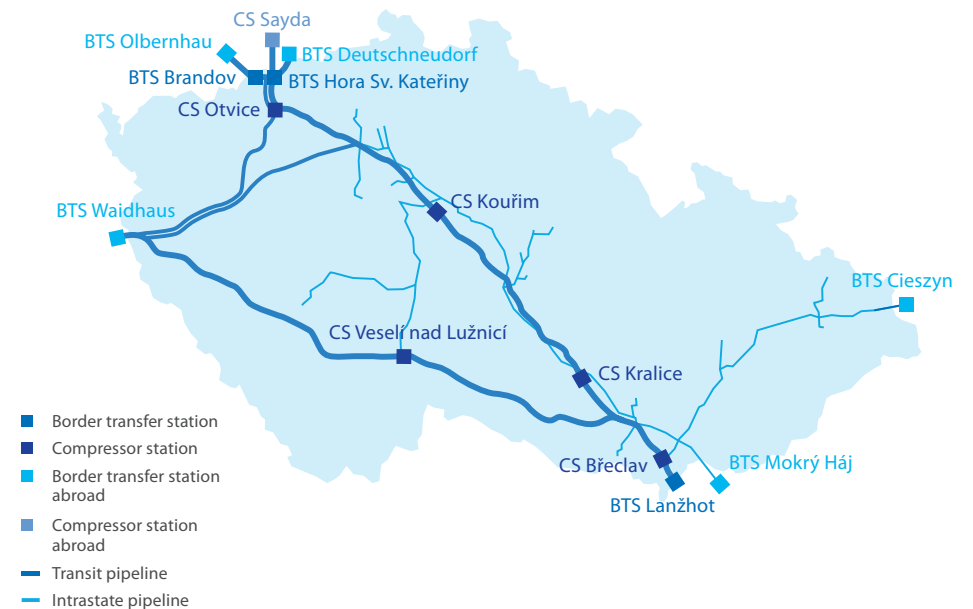 CS Sayda
BTS Olbernhau
BTS Deutschneudorf
BTS Brandov
BTS Hora Sv. Kateřiny
CS Otvice
CS Kouřim
BTS Waidhaus
BTS Cieszyn
CS Veselí nad Lužnicí
CS Kralice
CS Břeclav
BTS Mokrý Háj
BTS Lanžhot
Border transfer station
Compressor station
Border transfer station
abroad
Compressor station
abroad
Transit pipeline
Intrastate pipeline